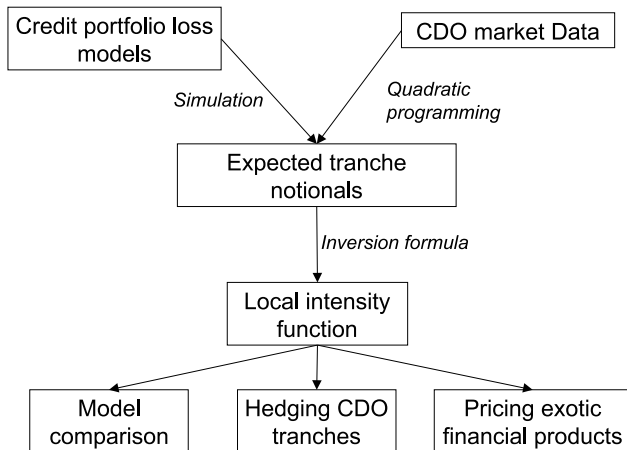 Credit portfolio loss
models
CDO market Data
Simulation
Quadratic
programming
Expected tranche
notionals
Inversion formula
Local intensity
function
Model
comparison
Hedging CDO
tranches
Pricing exotic
financial products